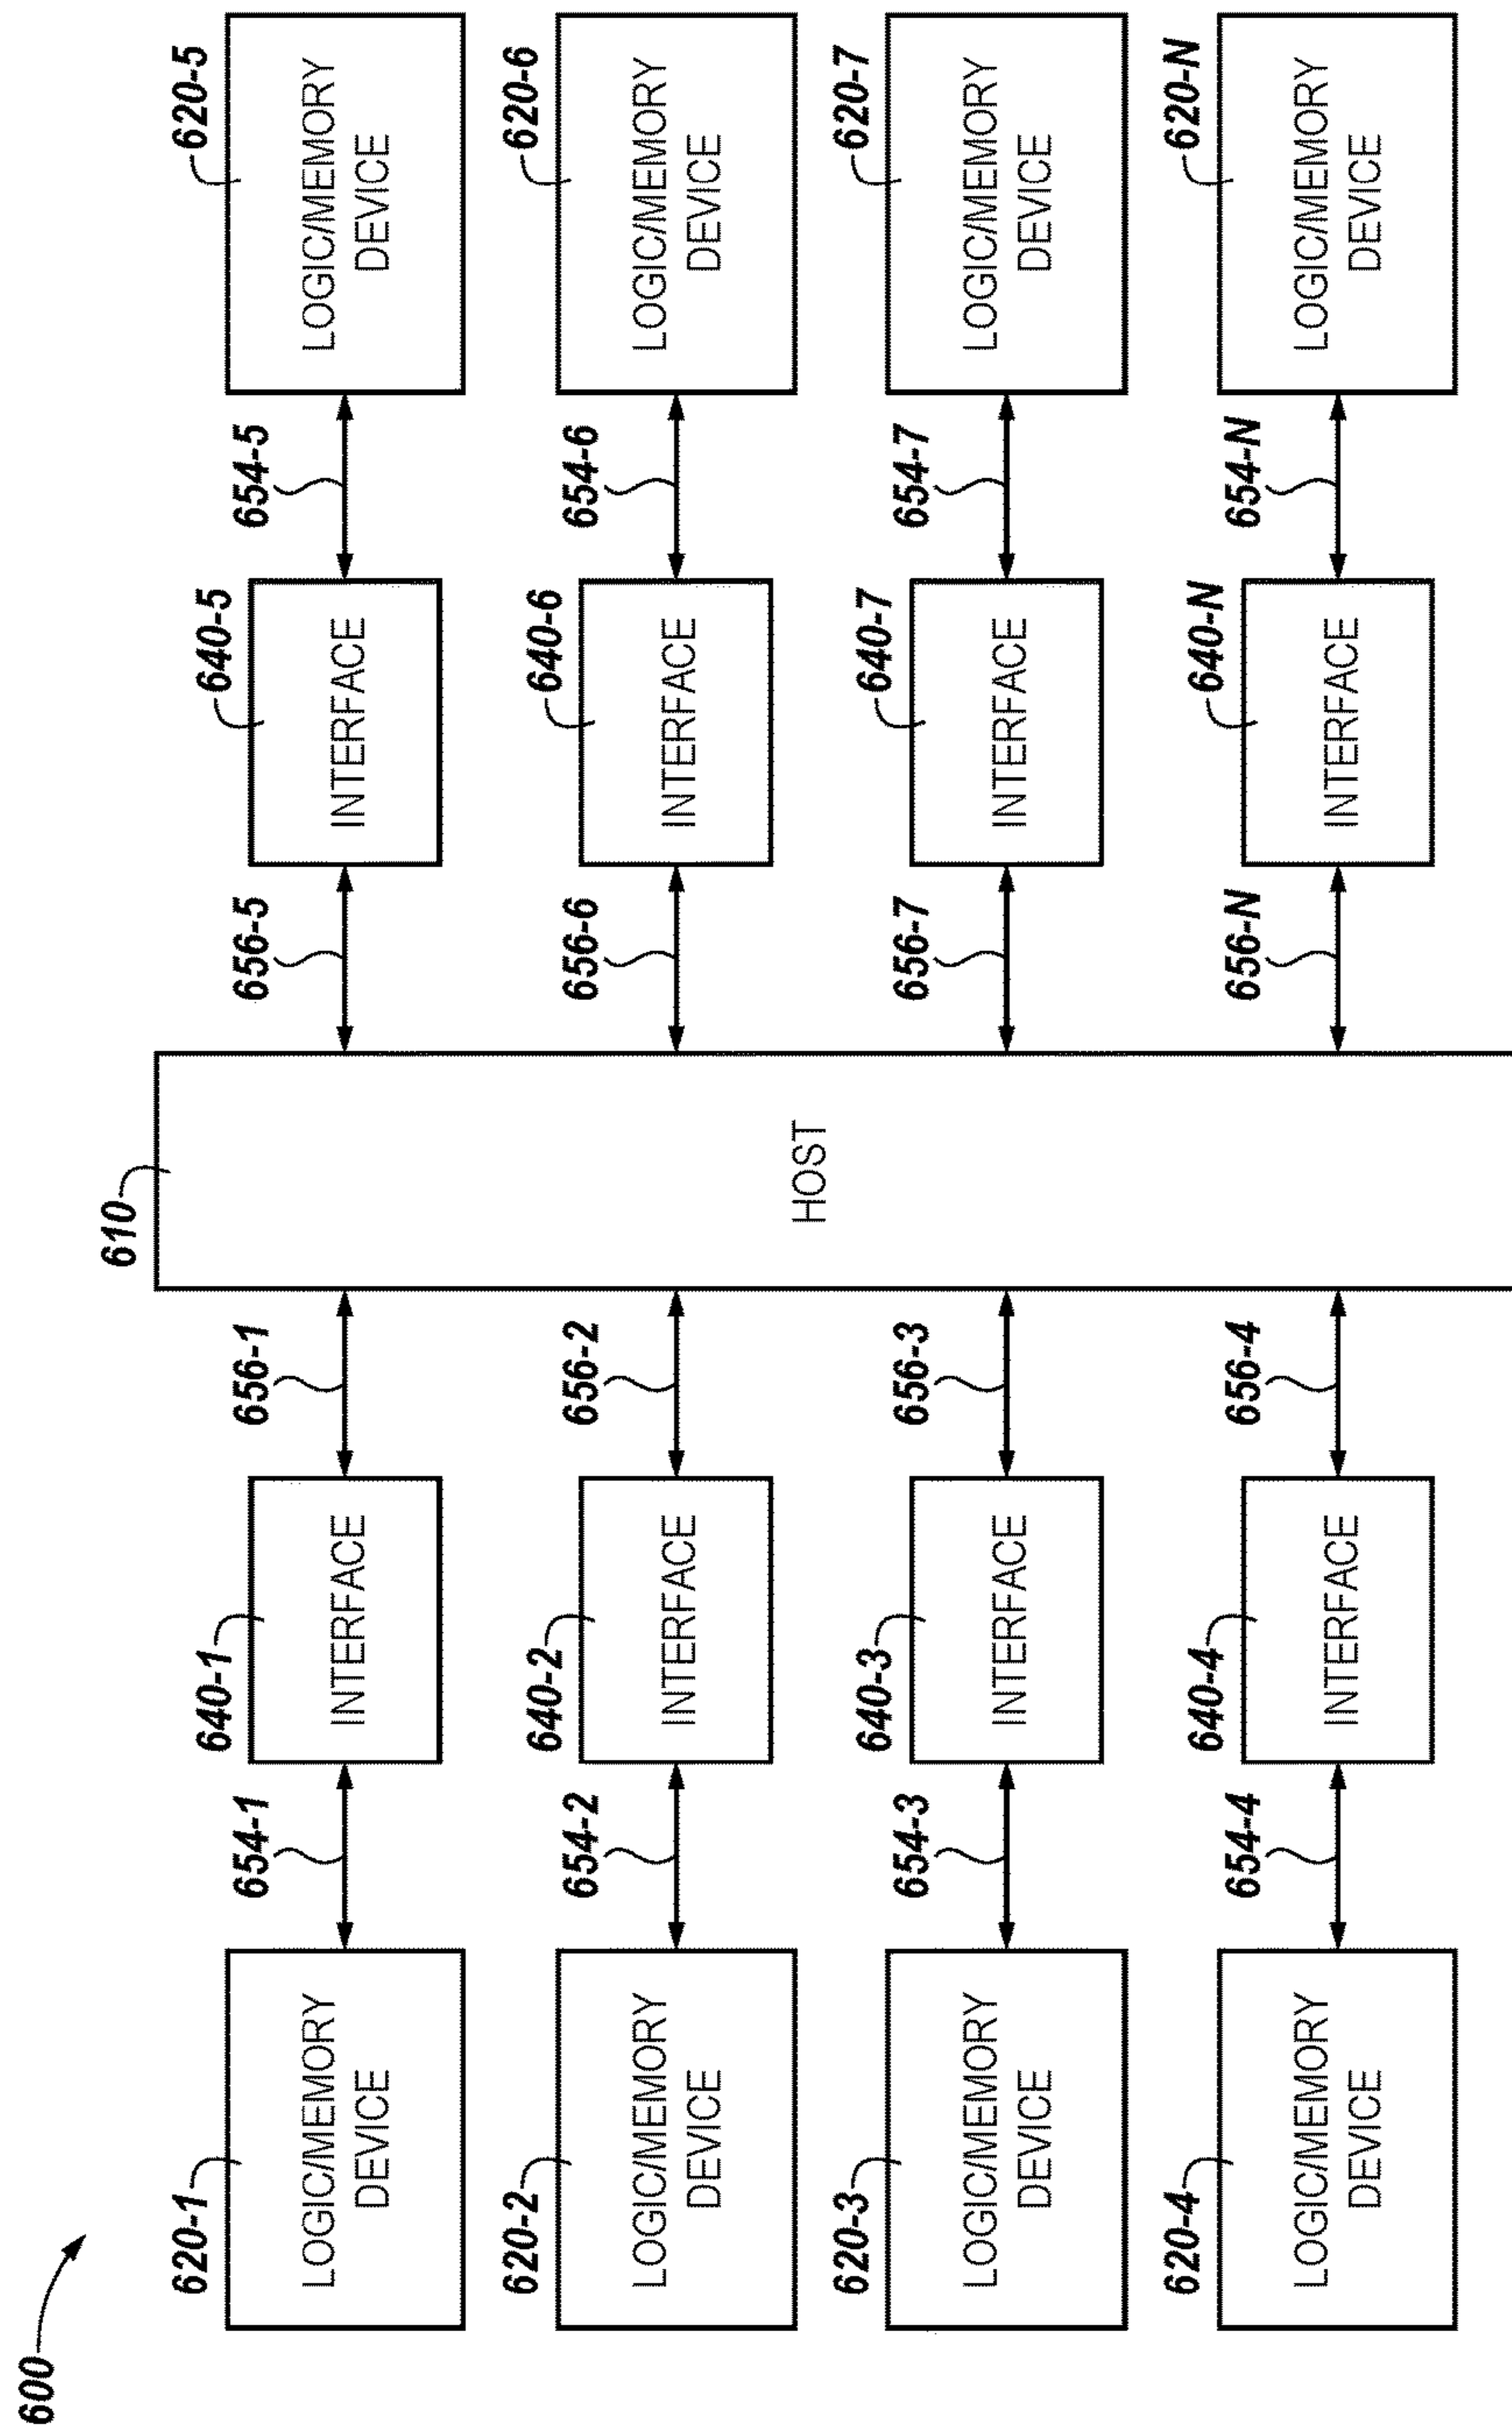 600
610
620-1
LOGIC/MEMORY
DEVICE
654-1
640-1
INTERFACE
656-1
656-5
640-5
INTERFACE
654-5
620-5
LOGIC/MEMORY
DEVICE
620-2
LOGIC/MEMORY
DEVICE
654-2
640-2
INTERFACE
656-2
656-6
640-6
INTERFACE
654-6
620-6
LOGIC/MEMORY
DEVICE
HOST
620-3
LOGIC/MEMORY
DEVICE
654-3
640-3
INTERFACE
656-3
656-7
640-7
INTERFACE
654-7
620-7
LOGIC/MEMORY
DEVICE
620-4
LOGIC/MEMORY
DEVICE
654-4
640-4
INTERFACE
656-4
656-N
640-N
INTERFACE
654-N
620-N
LOGIC/MEMORY
DEVICE